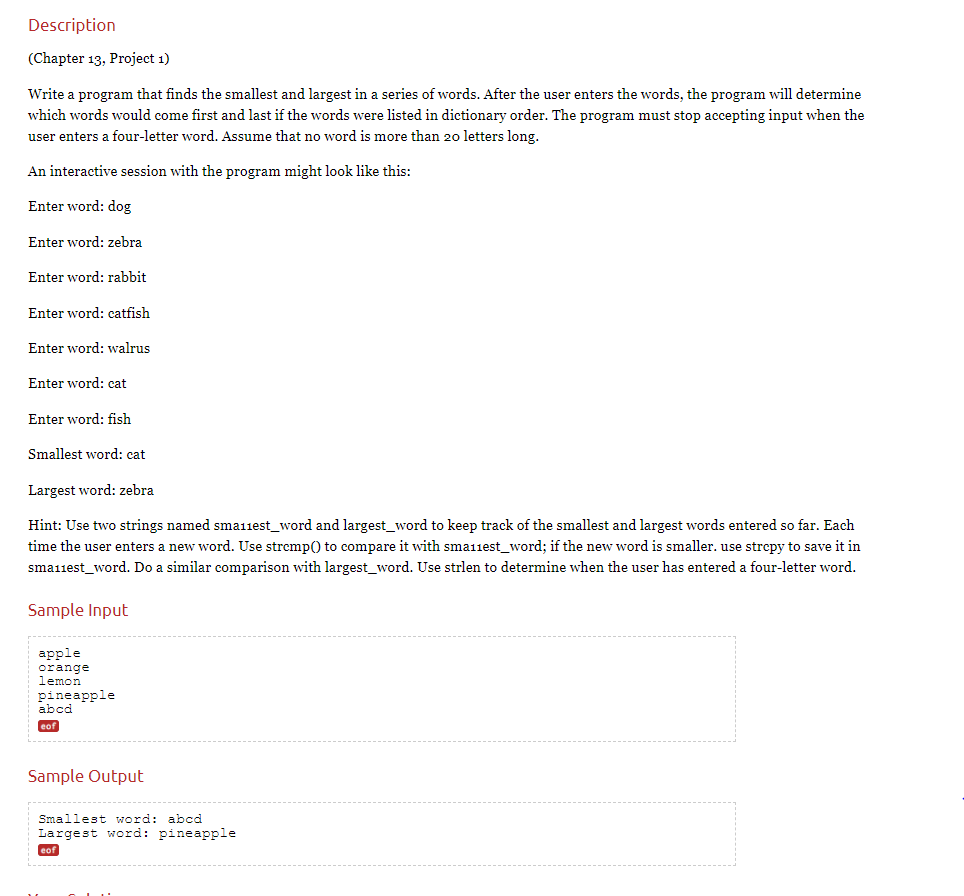 Description
(Chapter 13, Project 1)
Write a program that finds the smallest and largest in a series of words. After the user enters the words, the program will determine
which words would come first and last if the words were listed in dictionary order. The program must stop accepting input when the
user enters a four-letter word. Assume that no word is more than 20 letters long.
An interactive session with the program might look like this:
Enter word: dog
Enter word: zebra
Enter word: rabbit
Enter word: catfish
Enter word: walrus
Enter word: cat
Enter word: fish
Smallest word: cat
Largest word: zebra
Hint: Use two strings named sma11est_word and largest_word to keep track of the smallest and largest words entered so far. Each
time the user enters a new word. Use strcmp() to compare it with sma11est_word; if the new word is smaller. use strcpy to save it in
sma11est_word. Do a similar comparison with largest_word. Use strlen to determine when the user has entered a four-letter word.
Sample Input
apple
orange
lemon
pineapple
abcd
eof
Sample Output
Smallest word: abcd
Largest word: pineapple
eof